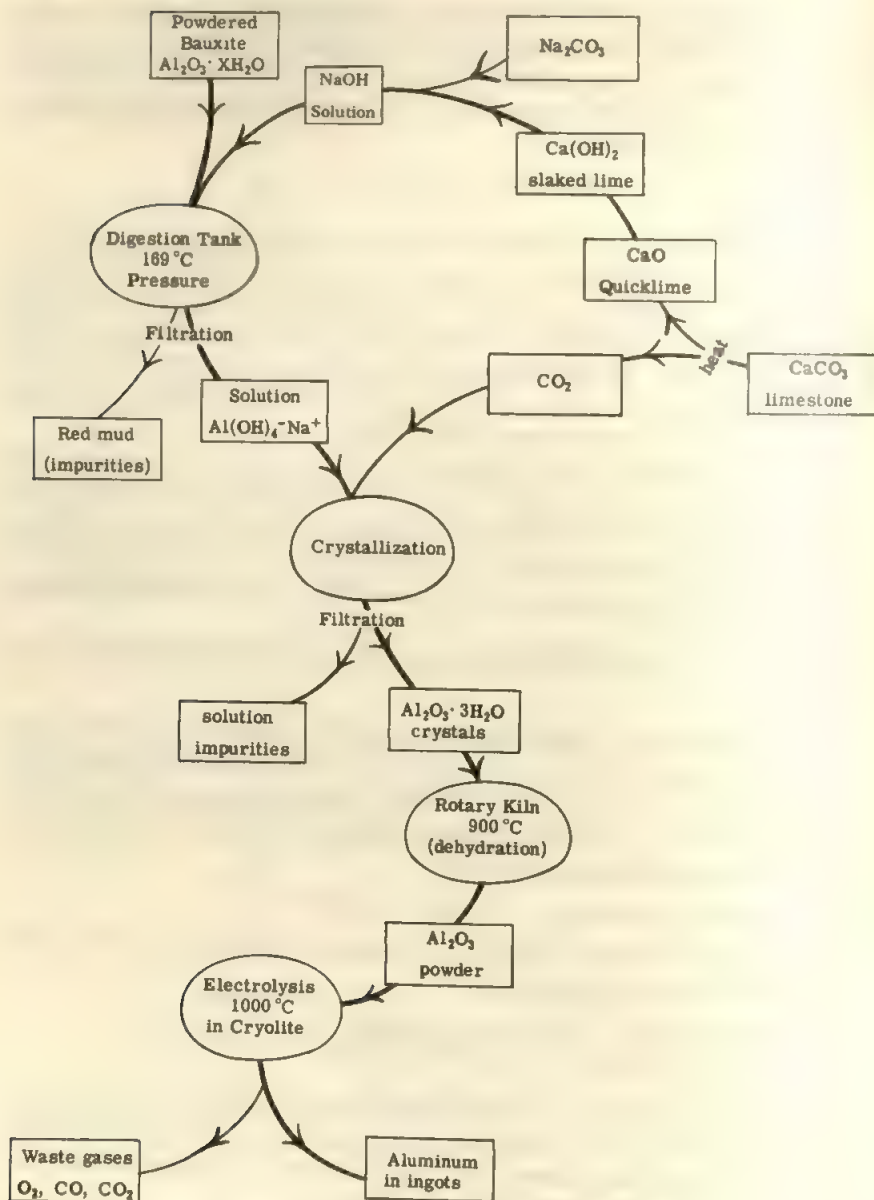 Powdered
Bauxite
Al₂O₃· XH₂O
NaOH
Solution
Na₂CO₃
Ca(OH)₂
slaked lime
Digestion Tank
169 °C
Pressure
CaO
Quicklime
Filtration
heat
CaCO₃
limestone
CO₂
Solution
Al(OH)₄⁻Na⁺
Red mud
(impurities)
Crystallization
Filtration
solution
impurities
Al₂O₃· 3H₂O
crystals
Rotary Kiln
900 °C
(dehydration)
Al₂O₃
powder
Electrolysis
1000 °C
in Cryolite
Waste gases
O₂, CO, CO₂
Aluminum
in ingots